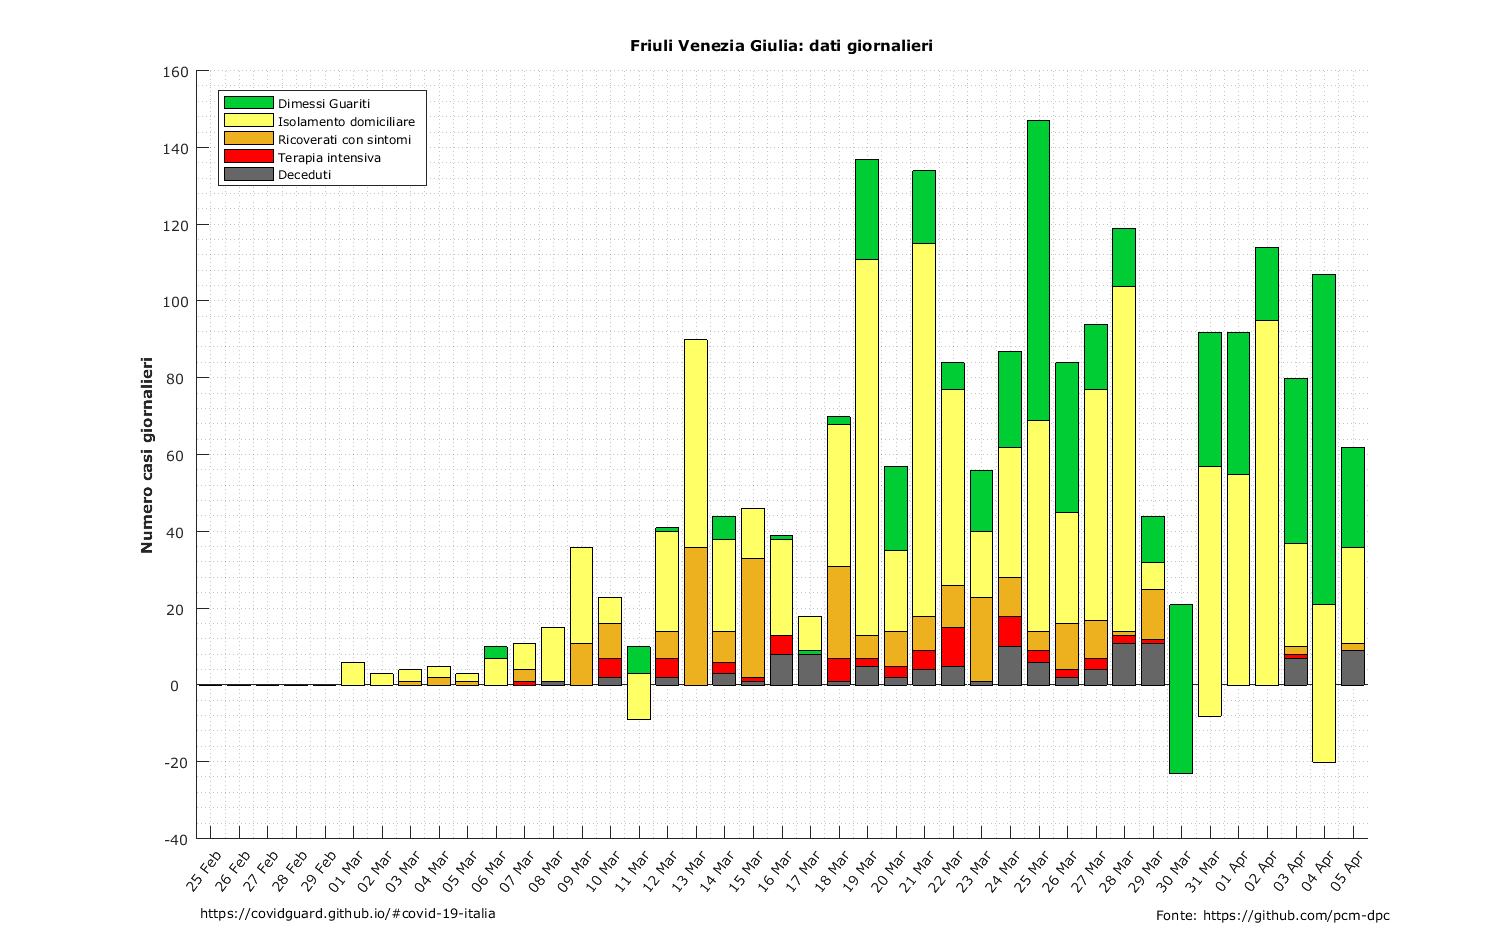 Friuli Venezia Giulia: dati giornalieri
160
140
120
100
80
60
40
20
0
-20
-40
Numero casi giornalieri
Dimessi Guariti
Isolamento domiciliare
Ricoverati con sintomi
Terapia intensiva
Deceduti
25 Feb
26 Feb
27 Feb
28 Feb
29 Feb
01 Mar
02 Mar
03 Mar
04 Mar
05 Mar
06 Mar
07 Mar
08 Mar
09 Mar
10 Mar
11 Mar
12 Mar
13 Mar
14 Mar
15 Mar
16 Mar
17 Mar
18 Mar
19 Mar
20 Mar
21 Mar
22 Mar
23 Mar
24 Mar
25 Mar
26 Mar
27 Mar
28 Mar
29 Mar
30 Mar
31 Mar
01 Apr
02 Apr
03 Apr
04 Apr
05 Apr
https://covidguard.github.io/#covid-19-italia
Fonte: https://github.com/pcm-dpc